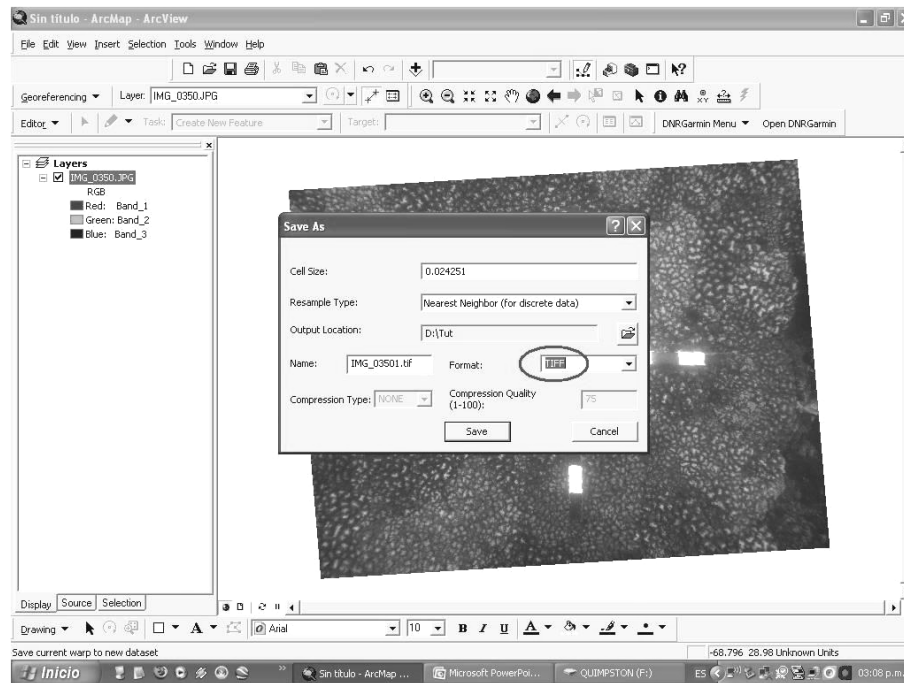 Sin título - ArcMap - ArcView
File Edit View Insert Selection Tools Window Help
Georeferencing Layer: IMG_0350.JPG
Editor Task: Create New Feature Target: DNRGarmin Menu Open DNRGarmin
Layers
IMG_0350.JPG
RGB
Red: Band_1
Green: Band_2
Blue: Band_3
Save As
Cell Size: 0.024251
Resample Type: Nearest Neighbor (for discrete data)
Output Location: D:\Tut
Name: IMG_03501.tif Format: TIFF
Compression Type: NONE Compression Quality (1-100): 75
Save Cancel
Display Source Selection
Drawing A Arial 10 B I U A
Save current warp to new dataset -68.796 28.98 Unknown Units
Inicio Sin título - ArcMap ... Microsoft PowerPoi... QUIMPSTON (F:) ES 03:08 p.m.